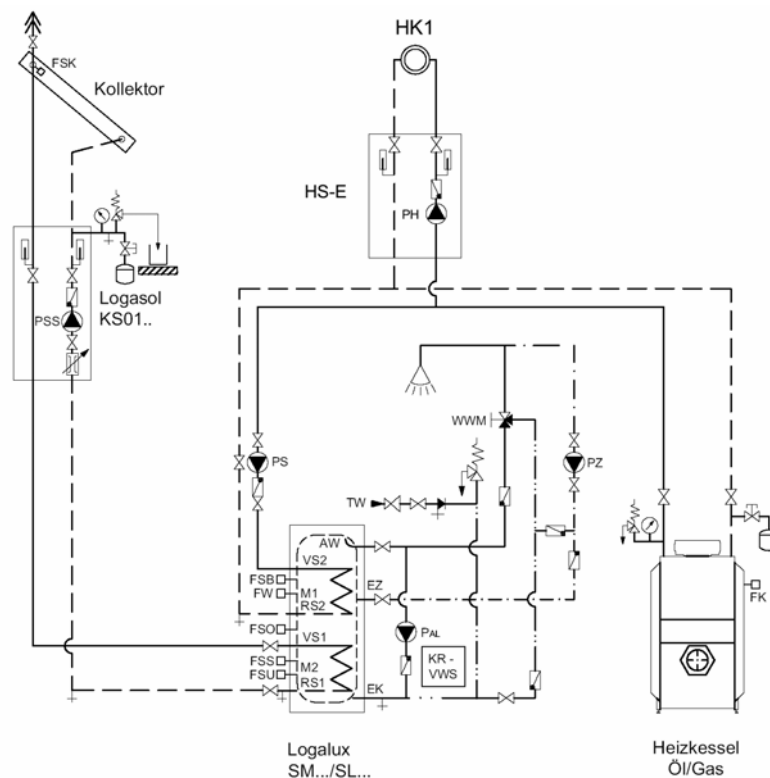 HK1
FSK
Kollektor
HS-E
PH
Logasol
KS01..
PSS
WWM
PS
PZ
TW
AW
VS2
FSB
M1
EZ
FW
RS2
FSO
VS1
PAL
FSS
M2
KR -
VWS
FSU
RS1
EK
FK
Logalux
SM.../SL...
Heizkessel
Öl/Gas